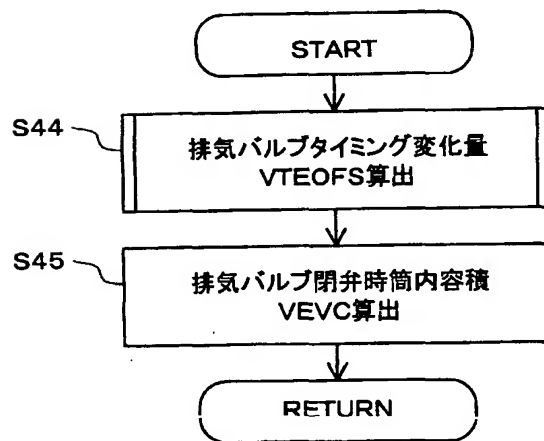 START
S44
排気バルブタイミング変化量
VTEOFS算出
S45
排気バルブ閉弁時筒内容積
VEVC算出
RETURN